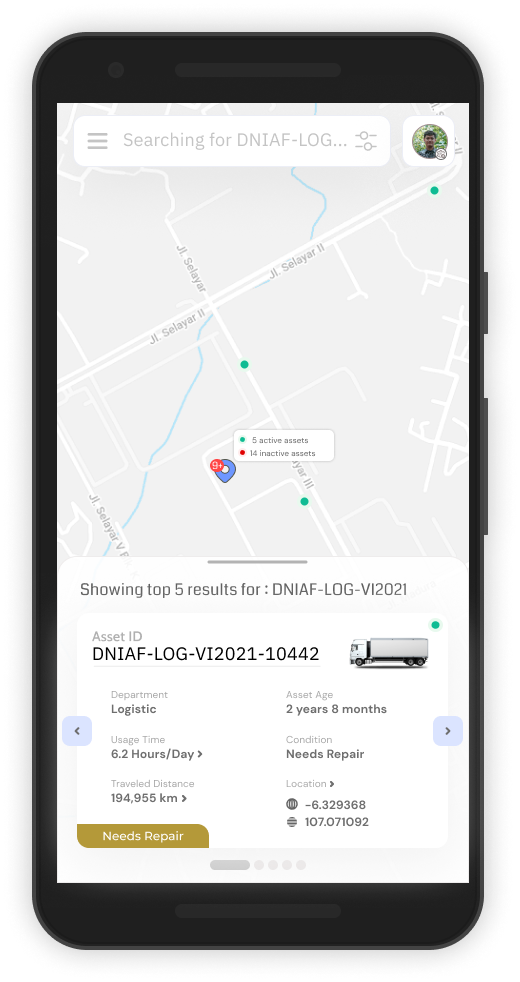 Searching for DNIAF-LOG...
Jl. Selayar
Jl. Selayar II
Jl. Selayar II
5 active assets
14 inactive assets
9+
Jl. Selayar V
Showing top 5 results for : DNIAF-LOG-VI2021
Asset ID
DNIAF-LOG-VI2021-10442
Department
Logistic
Asset Age
2 years 8 months
Usage Time
6.2 Hours/Day >
Condition
Needs Repair
Traveled Distance
194,955 km >
Location >
-6.329368
107.071092
Needs Repair